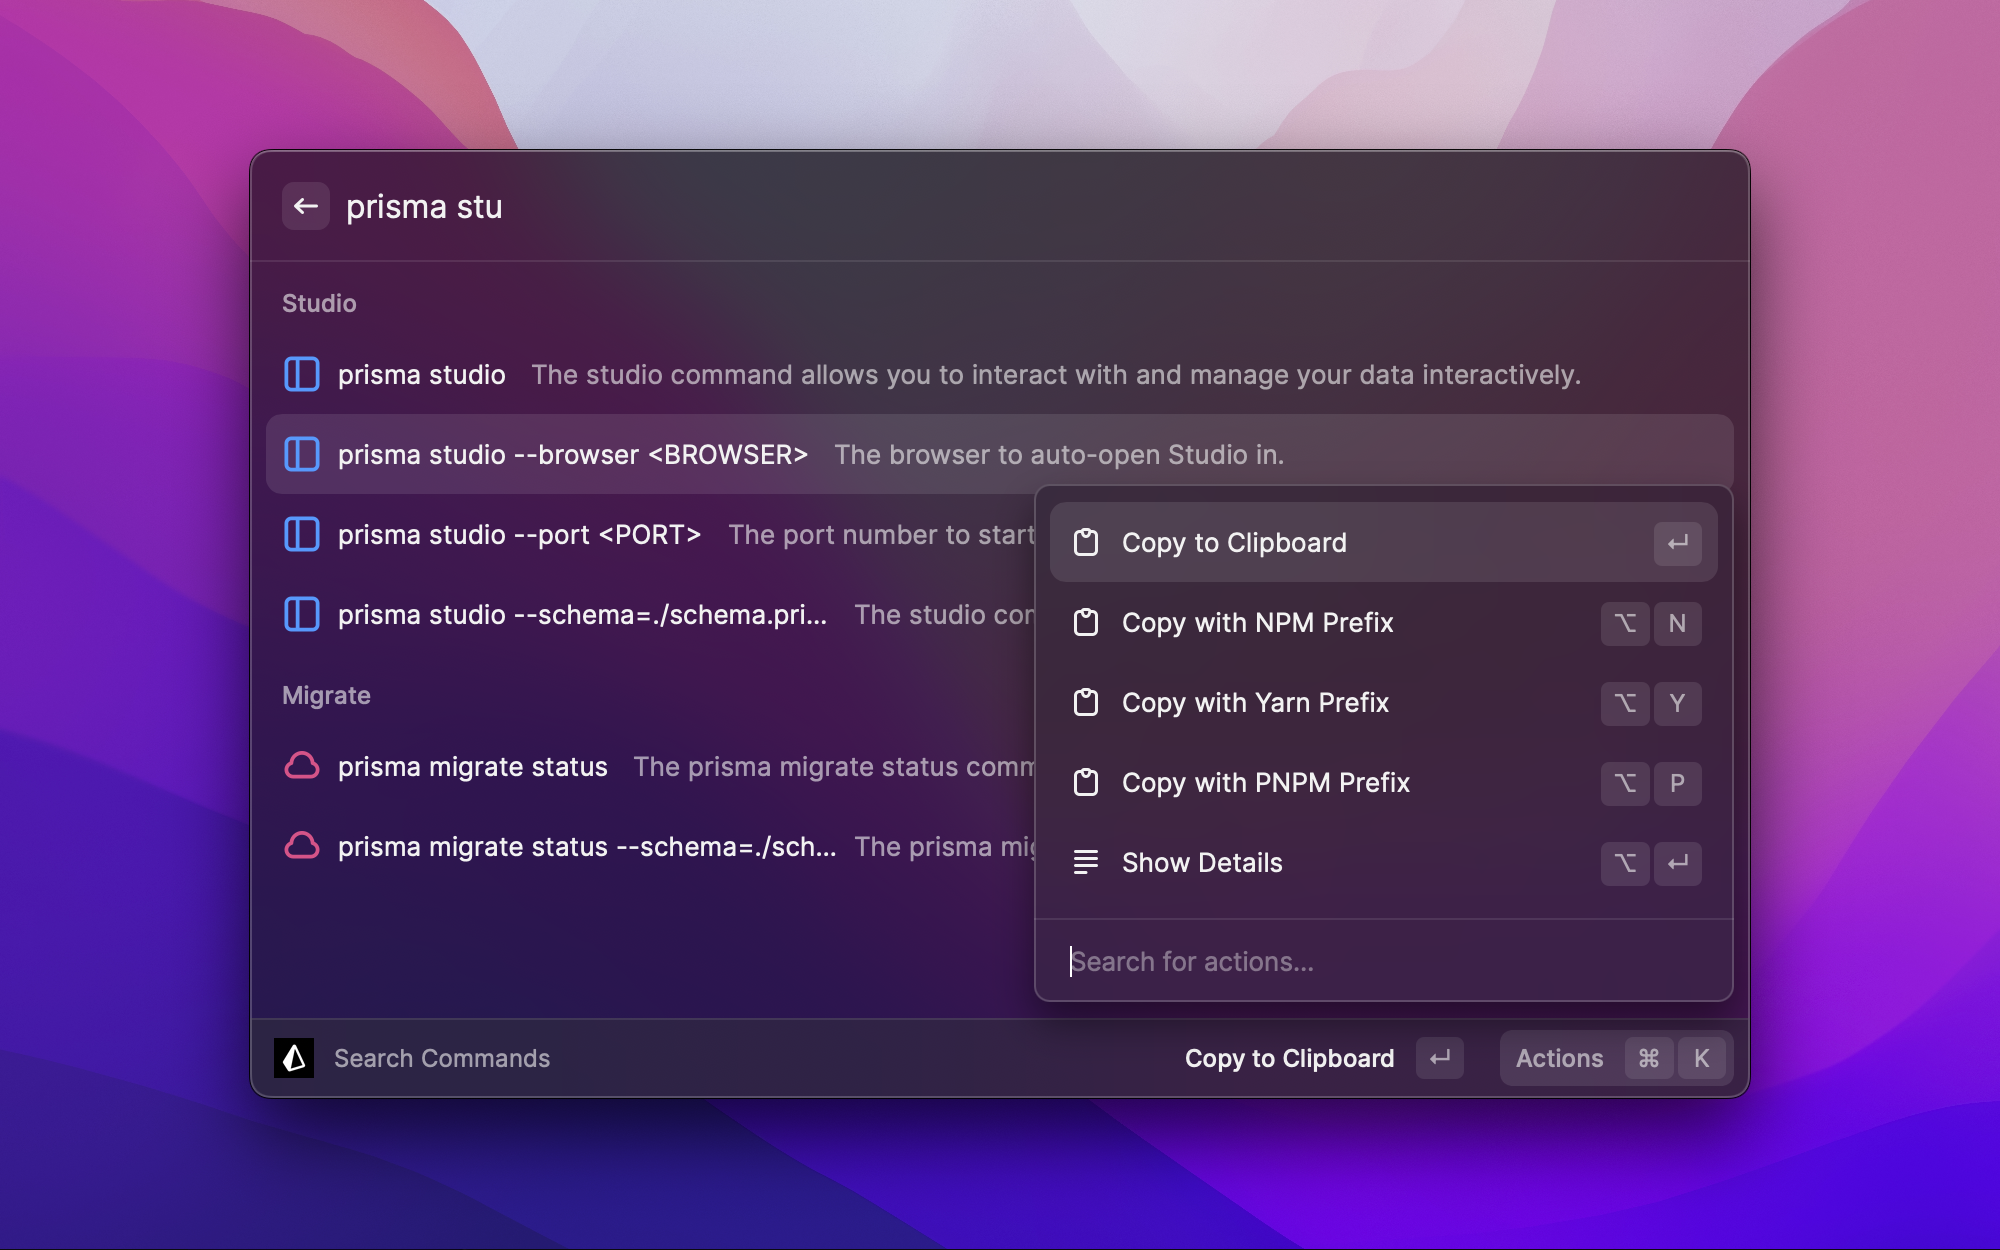 prisma stu
Studio
prisma studio The studio command allows you to interact with and manage your data interactively.
prisma studio --browser <BROWSER> The browser to auto-open Studio in.
prisma studio --port <PORT> The port number to start
prisma studio --schema=./schema.pri... The studio
Migrate
prisma migrate status The prisma migrate status
prisma migrate status --schema=./sch... The prisma
Copy to Clipboard ↵
Copy with NPM Prefix ⌥ N
Copy with Yarn Prefix ⌥ Y
Copy with PNPM Prefix ⌥ P
Show Details ⌥ ↵
Search for actions...
Search Commands Copy to Clipboard ↵ Actions ⌘ K